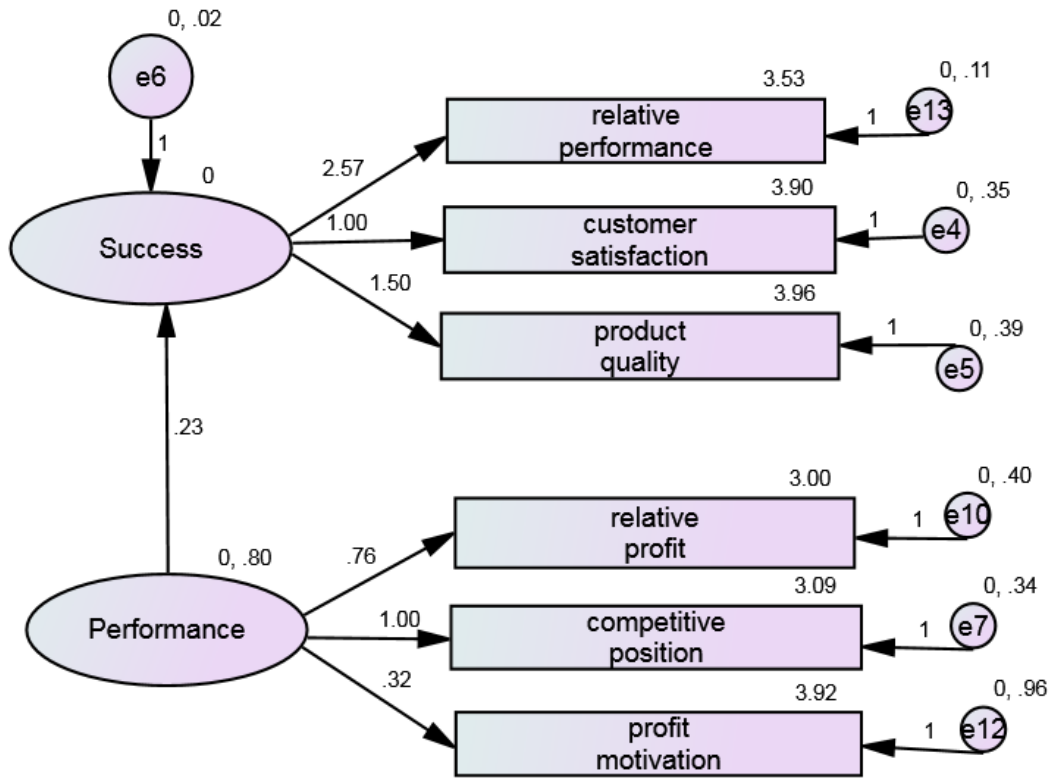 0, .02
e6
1
0
Success
2.57
1.00
1.50
3.53
relative
performance
1
0, .11
e13
3.90
customer
satisfaction
1
0, .35
e4
3.96
product
quality
1
0, .39
e5
.23
0, .80
Performance
.76
1.00
.32
3.00
relative
profit
1
0, .40
e10
3.09
competitive
position
1
0, .34
e7
3.92
profit
motivation
1
0, .96
e12